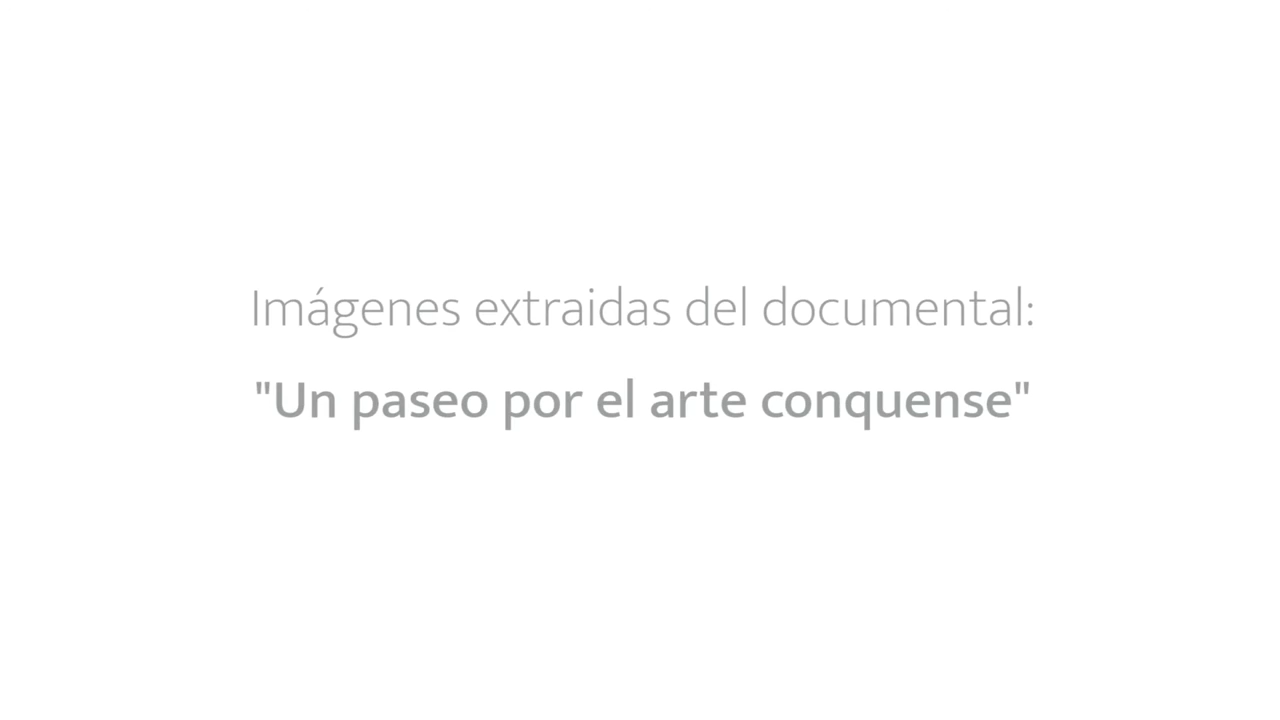 Imágenes extraidas del documental:
"Un paseo por el arte conquense"